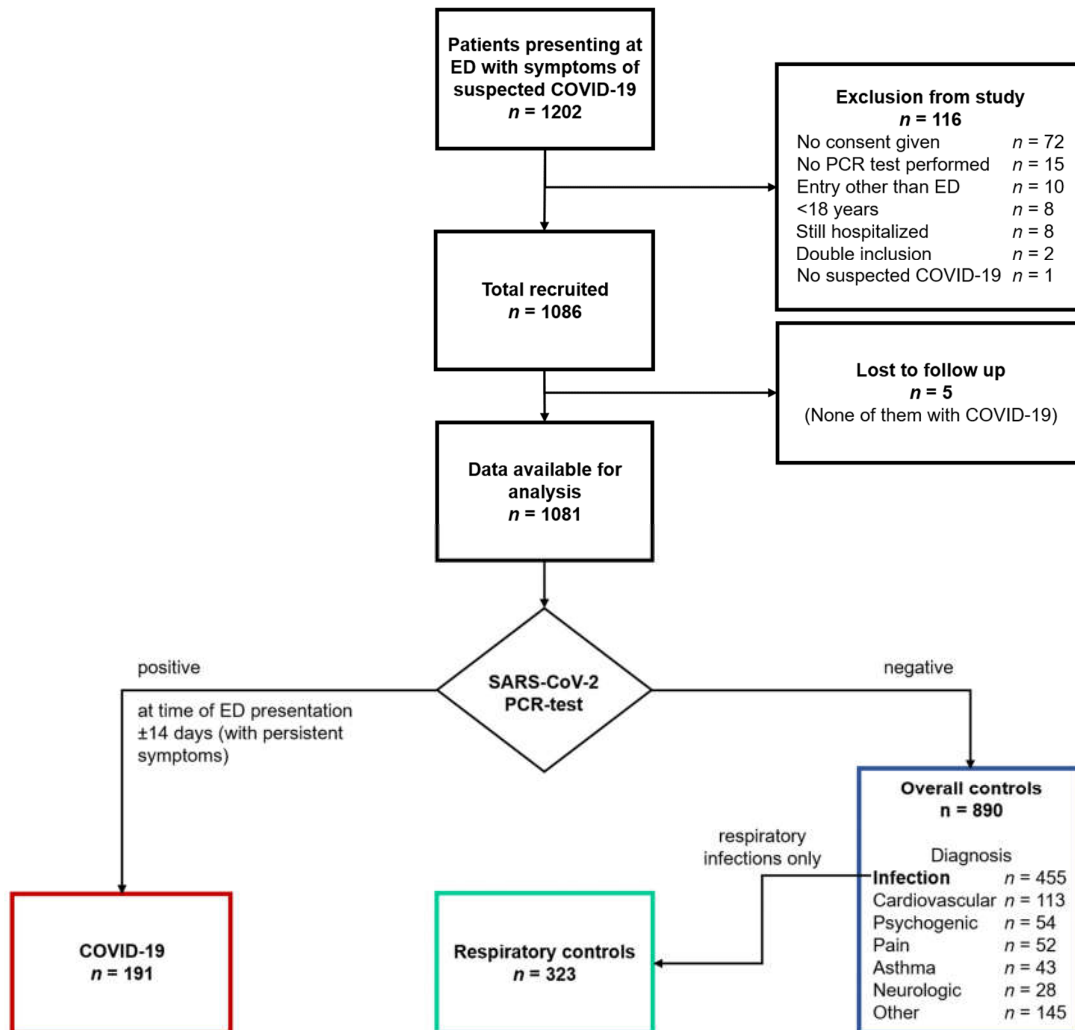 Patients presenting at
ED with symptoms of
suspected COVID-19
n = 1202
Exclusion from study
n = 116
No consent given n = 72
No PCR test performed n = 15
Entry other than ED n = 10
<18 years n = 8
Still hospitalized n = 8
Double inclusion n = 2
No suspected COVID-19 n = 1
Total recruited
n = 1086
Lost to follow up
n = 5
(None of them with COVID-19)
Data available for
analysis
n = 1081
SARS-CoV-2
PCR-test
positive
at time of ED presentation
±14 days (with persistent
symptoms)
negative
Overall controls
n = 890
Diagnosis
Infection n = 455
Cardiovascular n = 113
Psychogenic n = 54
Pain n = 52
Asthma n = 43
Neurologic n = 28
Other n = 145
respiratory
infections only
COVID-19
n = 191
Respiratory controls
n = 323